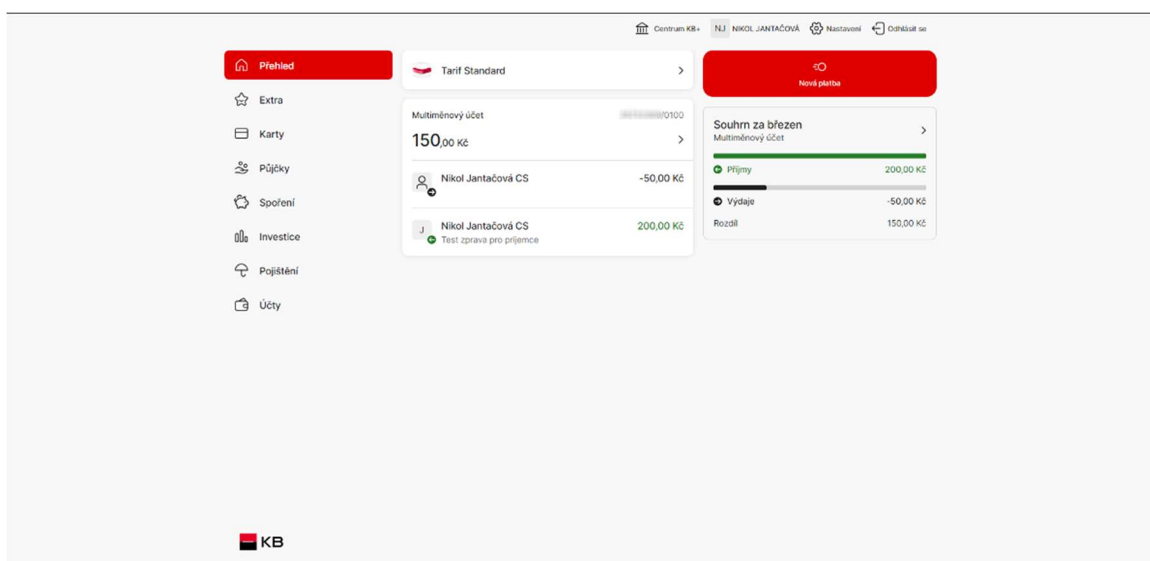 Centrum KB+ NJ NIKOL JANTAČOVÁ Nastavení Odhlásit se
Přehled
Extra
Karty
Půjčky
Spoření
Investice
Pojištění
Účty
Tarif Standard
Multiměnový účet /0100
150,00 Kč
Nikol Jantačová CS -50,00 Kč
J Nikol Jantačová CS 200,00 Kč
Test zprava pro prijemce
Nová platba
Souhrn za březen
Multiměnový účet
Příjmy 200,00 Kč
Výdaje -50,00 Kč
Rozdíl 150,00 Kč
KB